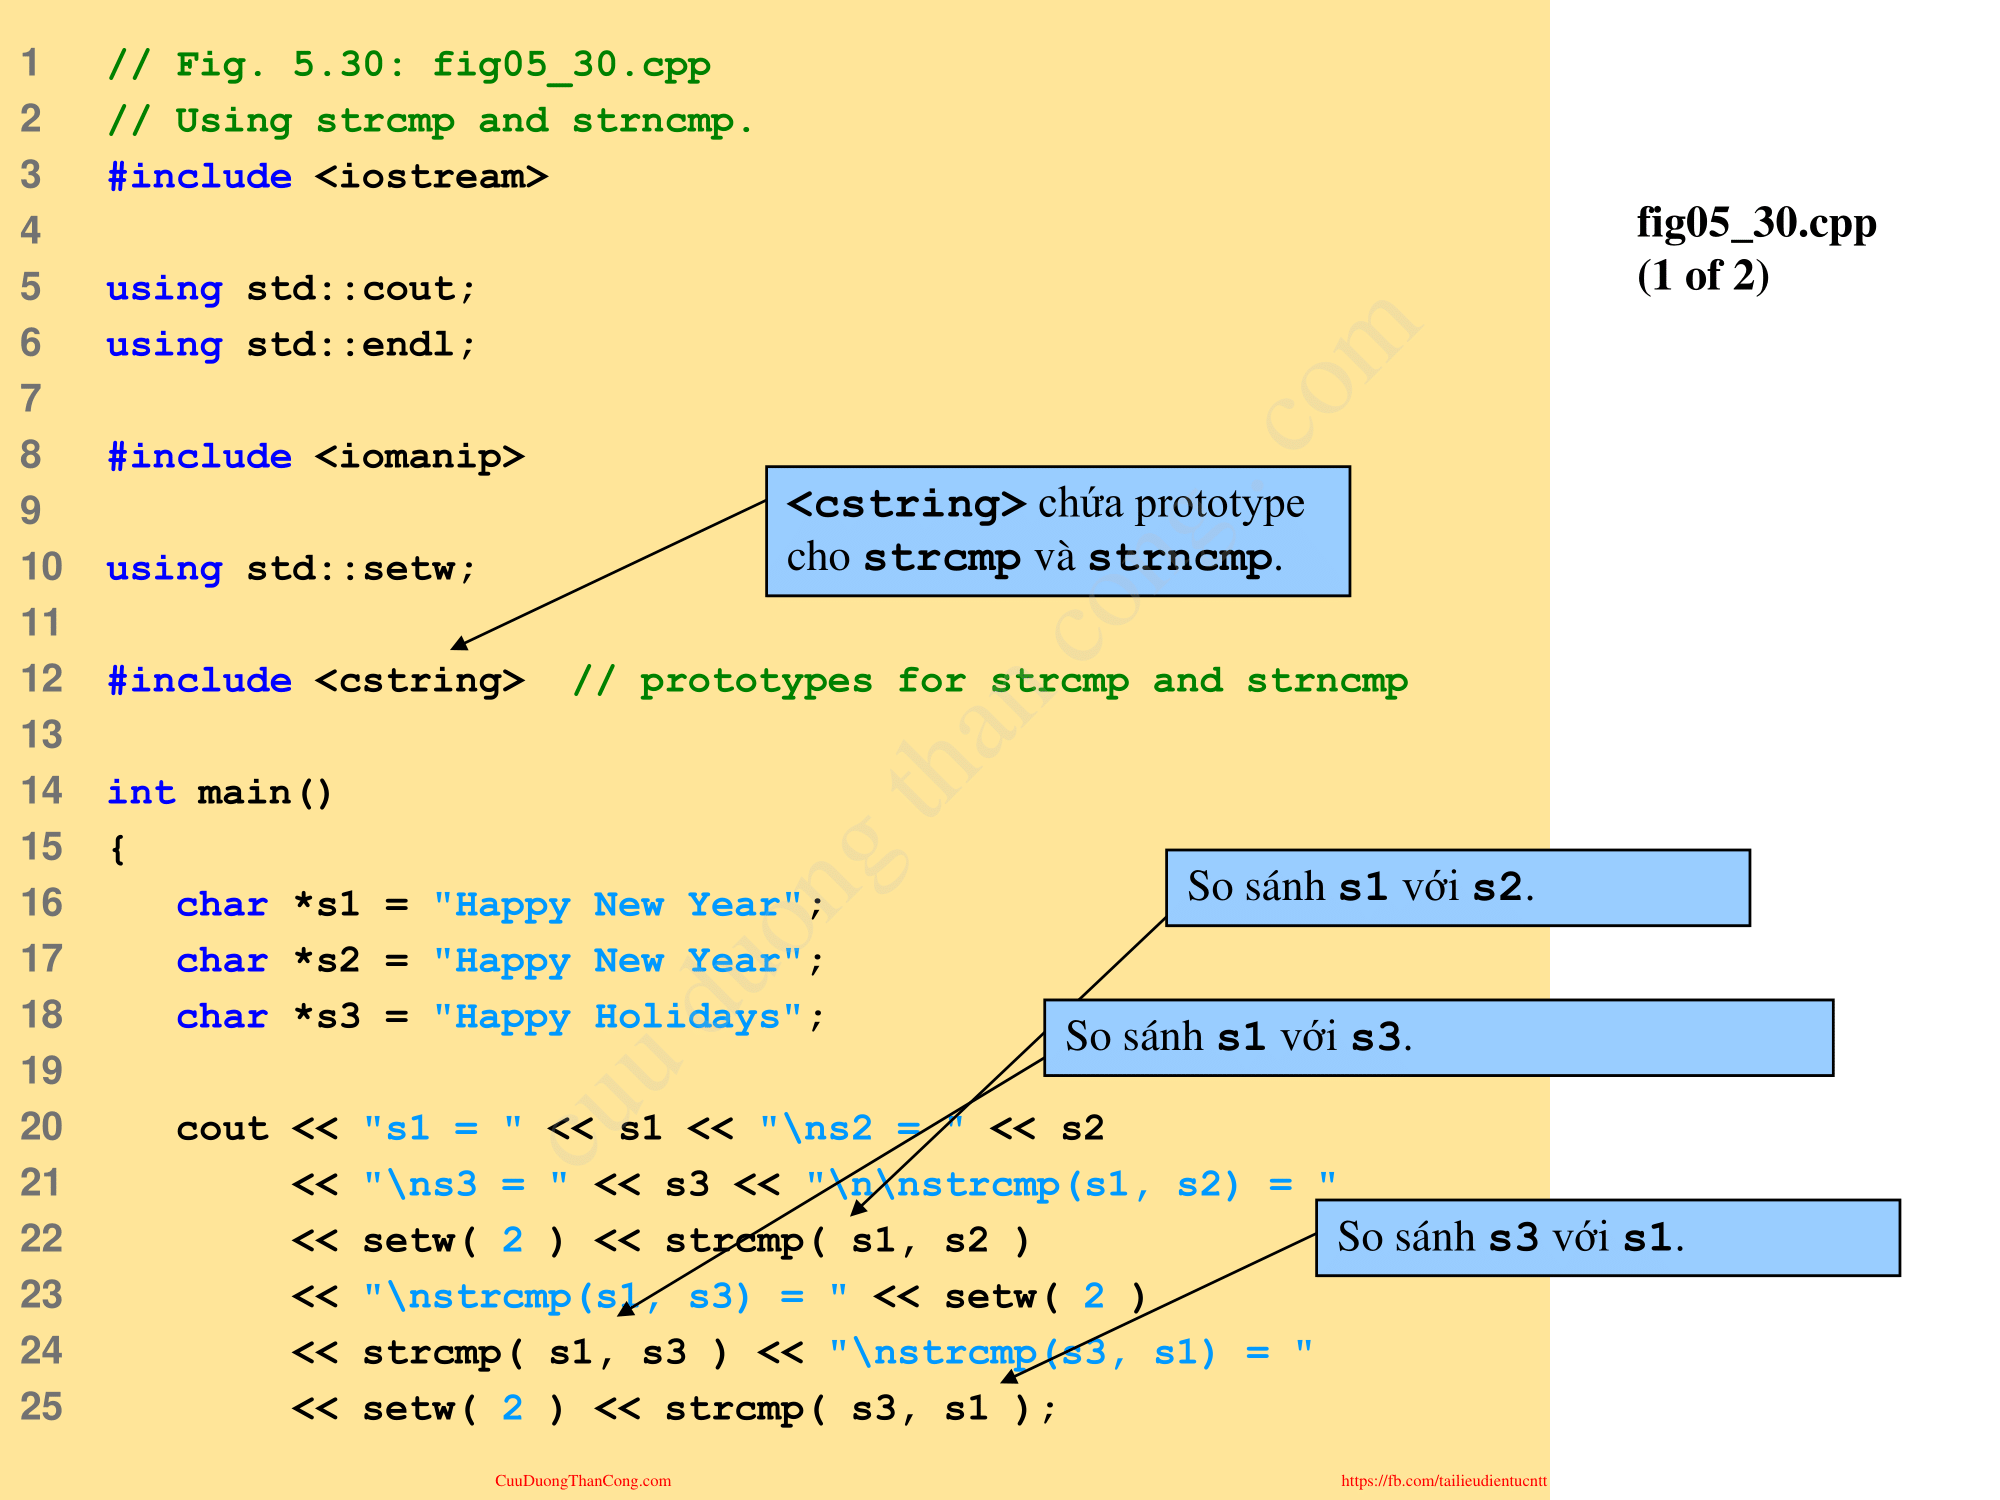 1 // Fig. 5.30: fig05_30.cpp
2 // Using strcmp and strncmp.
3 #include <iostream>
4
5 using std::cout;
6 using std::endl;
7
8 #include <iomanip>
9
10 using std::setw;
11
12 #include <cstring>  // prototypes for strcmp and strncmp
13
14 int main()
15 {
16    char *s1 = "Happy New Year";
17    char *s2 = "Happy New Year";
18    char *s3 = "Happy Holidays";
19
20    cout << "s1 = " << s1 << "\ns2 = " << s2
21         << "\ns3 = " << s3 << "\n\nstrcmp(s1, s2) = "
22         << setw( 2 ) << strcmp( s1, s2 )
23         << "\nstrcmp(s1, s3) = " << setw( 2 )
24         << strcmp( s1, s3 ) << "\nstrcmp(s3, s1) = "
25         << setw( 2 ) << strcmp( s3, s1 );
fig05_30.cpp
(1 of 2)
<cstring> chứa prototype
cho strcmp và strncmp.
So sánh s1 với s2.
So sánh s1 với s3.
So sánh s3 với s1.
cuu duong than cong . com
CuuDuongThanCong.com
https://fb.com/tailieudientucntt